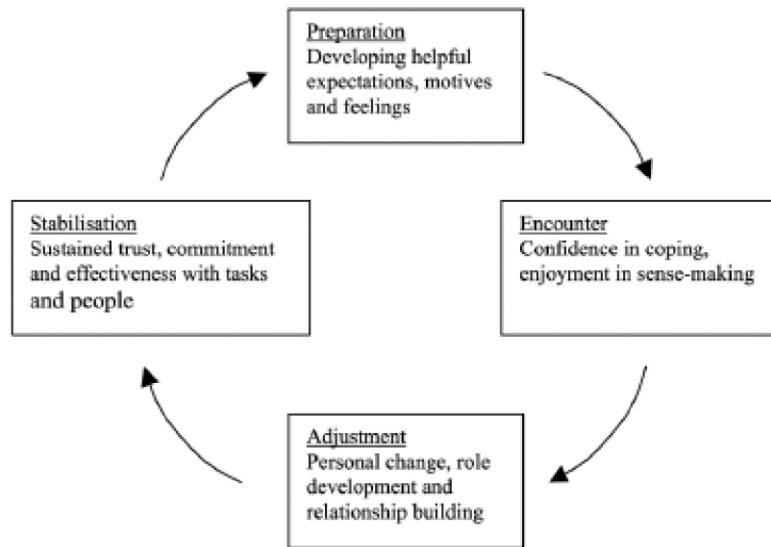 Preparation
Developing helpful
expectations, motives
and feelings
Encounter
Confidence in coping,
enjoyment in sense-making
Adjustment
Personal change, role
development and
relationship building
Stabilisation
Sustained trust, commitment
and effectiveness with tasks
and people